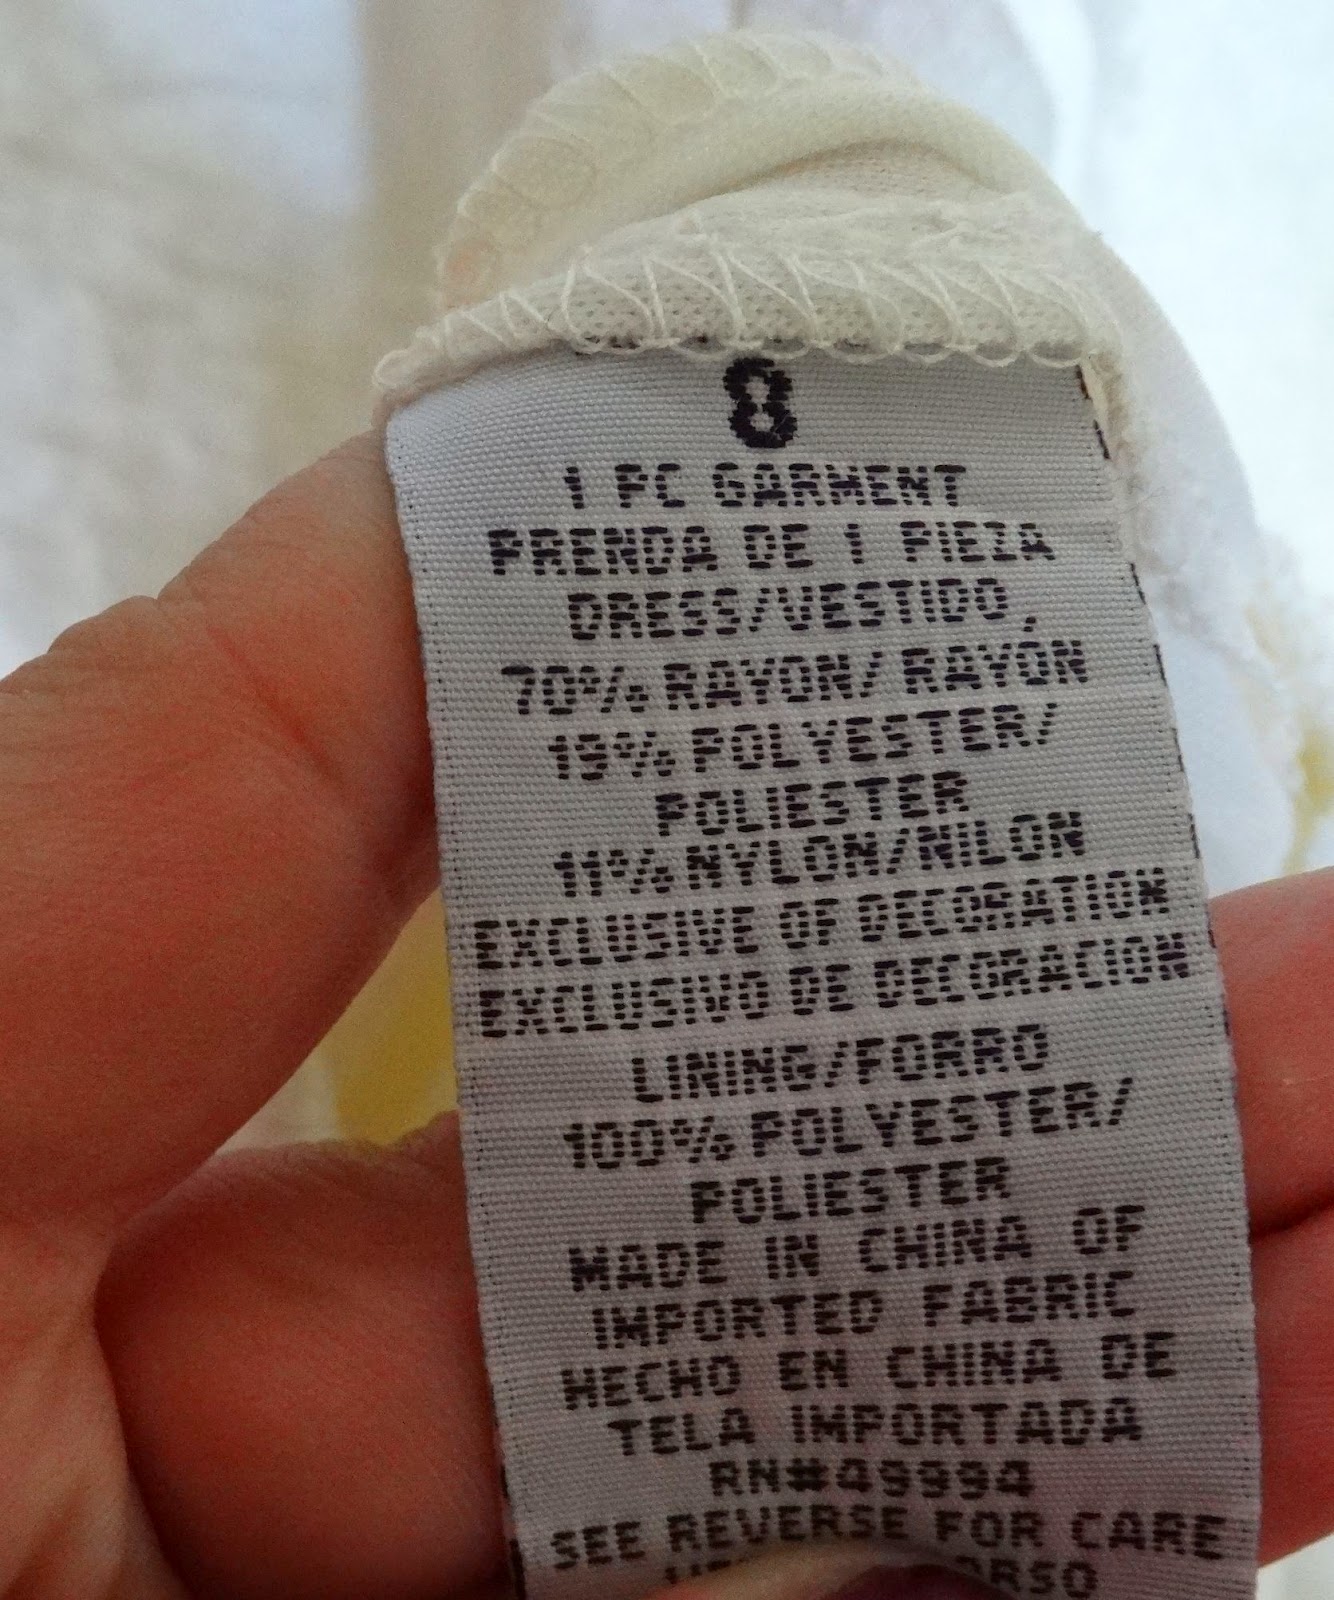 8
1 PC GARMENT
PRENDA DE 1 PIEZA
DRESS/VESTIDO,
70% RAYON/ RAYÓN
19% POLYESTER/
POLIESTER
11% NYLON/NILON
EXCLUSIVE OF DECORATION
EXCLUSIVO DE DECORACION
LINING/FORRO
100% POLYESTER/
POLIESTER
MADE IN CHINA OF
IMPORTED FABRIC
HECHO EN CHINA DE
TELA IMPORTADA
RN#49994
SEE REVERSE FOR CARE